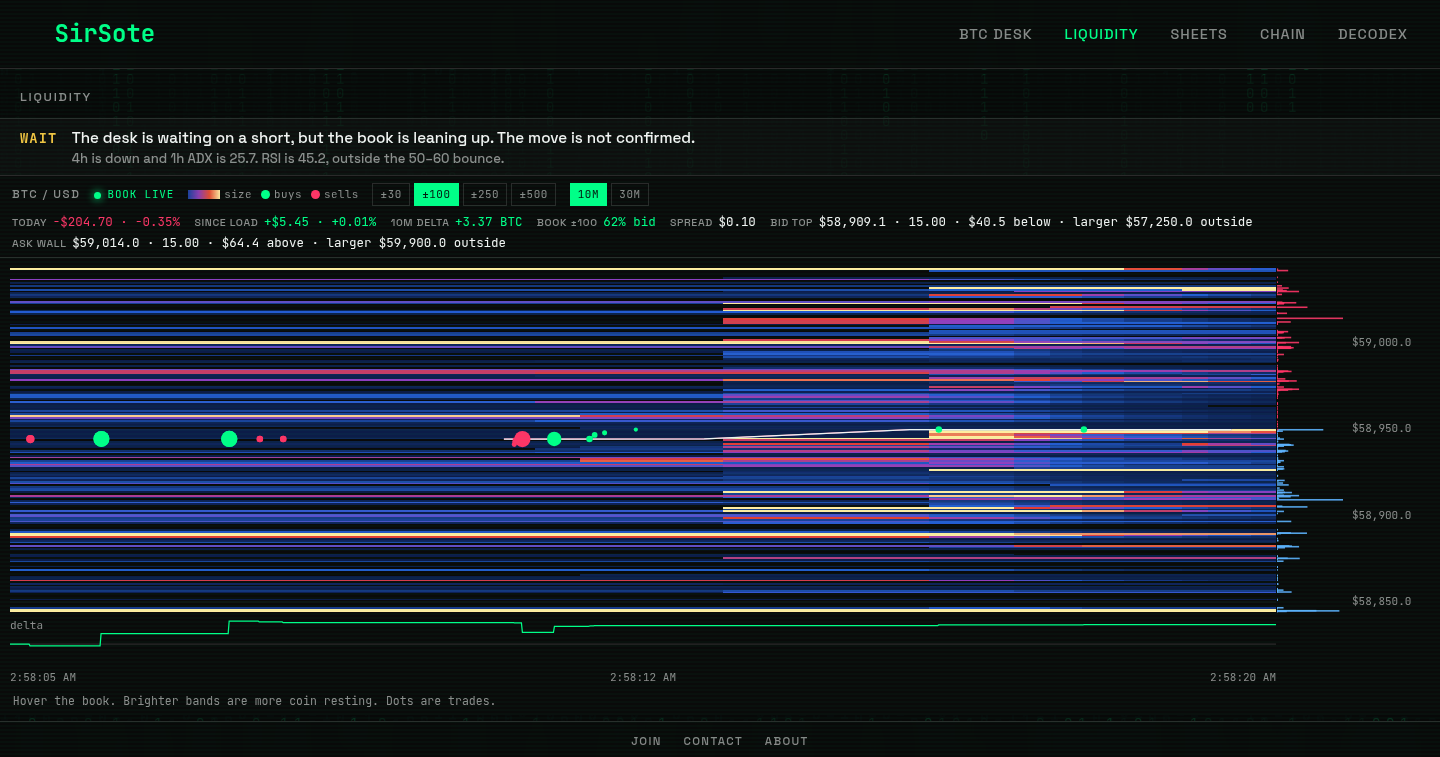 SirSote
BTC DESK LIQUIDITY SHEETS CHAIN DECODEX
LIQUIDITY
WAIT The desk is waiting on a short, but the book is leaning up. The move is not confirmed.
4h is down and 1h ADX is 25.7. RSI is 45.2, outside the 50–60 bounce.
BTC / USD BOOK LIVE size buys sells ±30 ±100 ±250 ±500 10M 30M
TODAY -$204.70 · -0.35% SINCE LOAD +$5.45 · +0.01% 10M DELTA +3.37 BTC BOOK ±100 62% bid SPREAD $0.10 BID TOP $58,909.1 · 15.00 · $40.5 below · larger $57,250.0 outside
ASK WALL $59,014.0 · 15.00 · $64.4 above · larger $59,900.0 outside
$59,000.0
$58,950.0
$58,900.0
$58,850.0
delta
2:58:05 AM 2:58:12 AM 2:58:20 AM
Hover the book. Brighter bands are more coin resting. Dots are trades.
JOIN CONTACT ABOUT